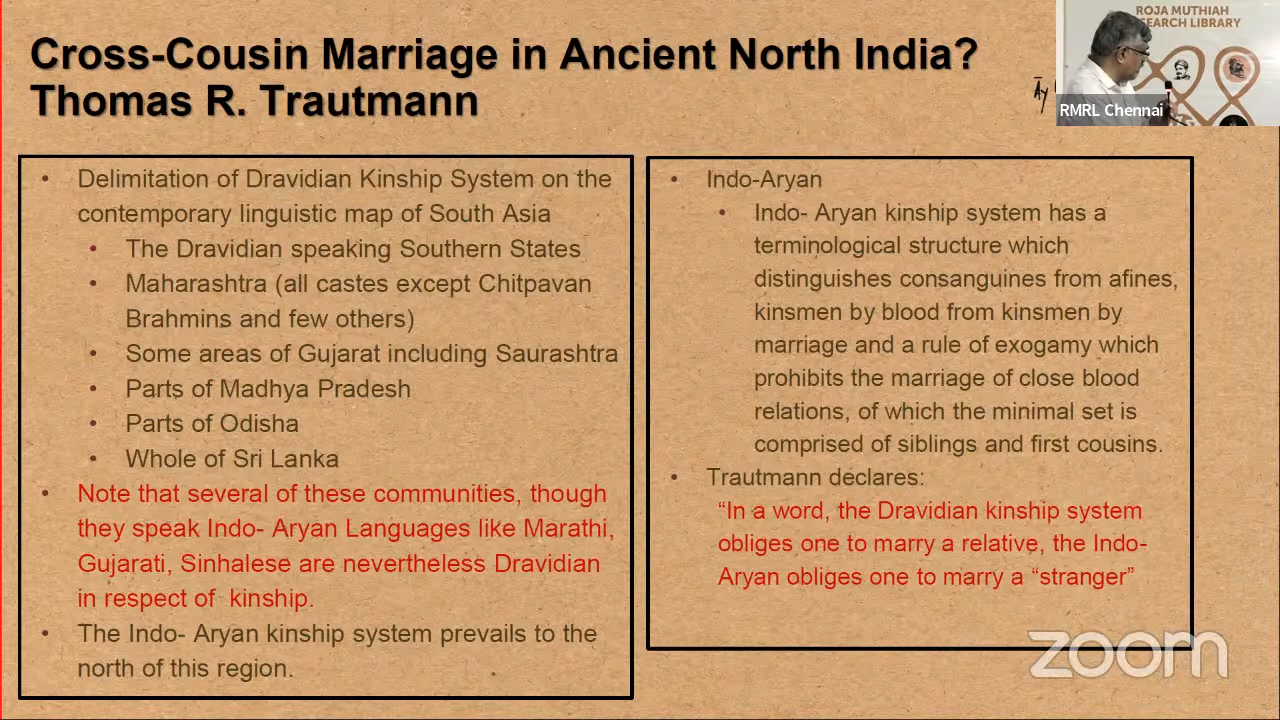 Cross-Cousin Marriage in Ancient North India?
Thomas R. Trautmann
ROJA MUTHIAH
SEARCH LIBRARY
Āy
RMRL Chennai
• Delimitation of Dravidian Kinship System on the
contemporary linguistic map of South Asia
• The Dravidian speaking Southern States
• Maharashtra (all castes except Chitpavan
Brahmins and few others)
• Some areas of Gujarat including Saurashtra
• Parts of Madhya Pradesh
• Parts of Odisha
• Whole of Sri Lanka
• Note that several of these communities, though
they speak Indo- Aryan Languages like Marathi,
Gujarati, Sinhalese are nevertheless Dravidian
in respect of kinship.
• The Indo- Aryan kinship system prevails to the
north of this region.
• Indo-Aryan
• Indo- Aryan kinship system has a
terminological structure which
distinguishes consanguines from afines,
kinsmen by blood from kinsmen by
marriage and a rule of exogamy which
prohibits the marriage of close blood
relations, of which the minimal set is
comprised of siblings and first cousins.
• Trautmann declares:
“In a word, the Dravidian kinship system
obliges one to marry a relative, the Indo-
Aryan obliges one to marry a “stranger”
zoom